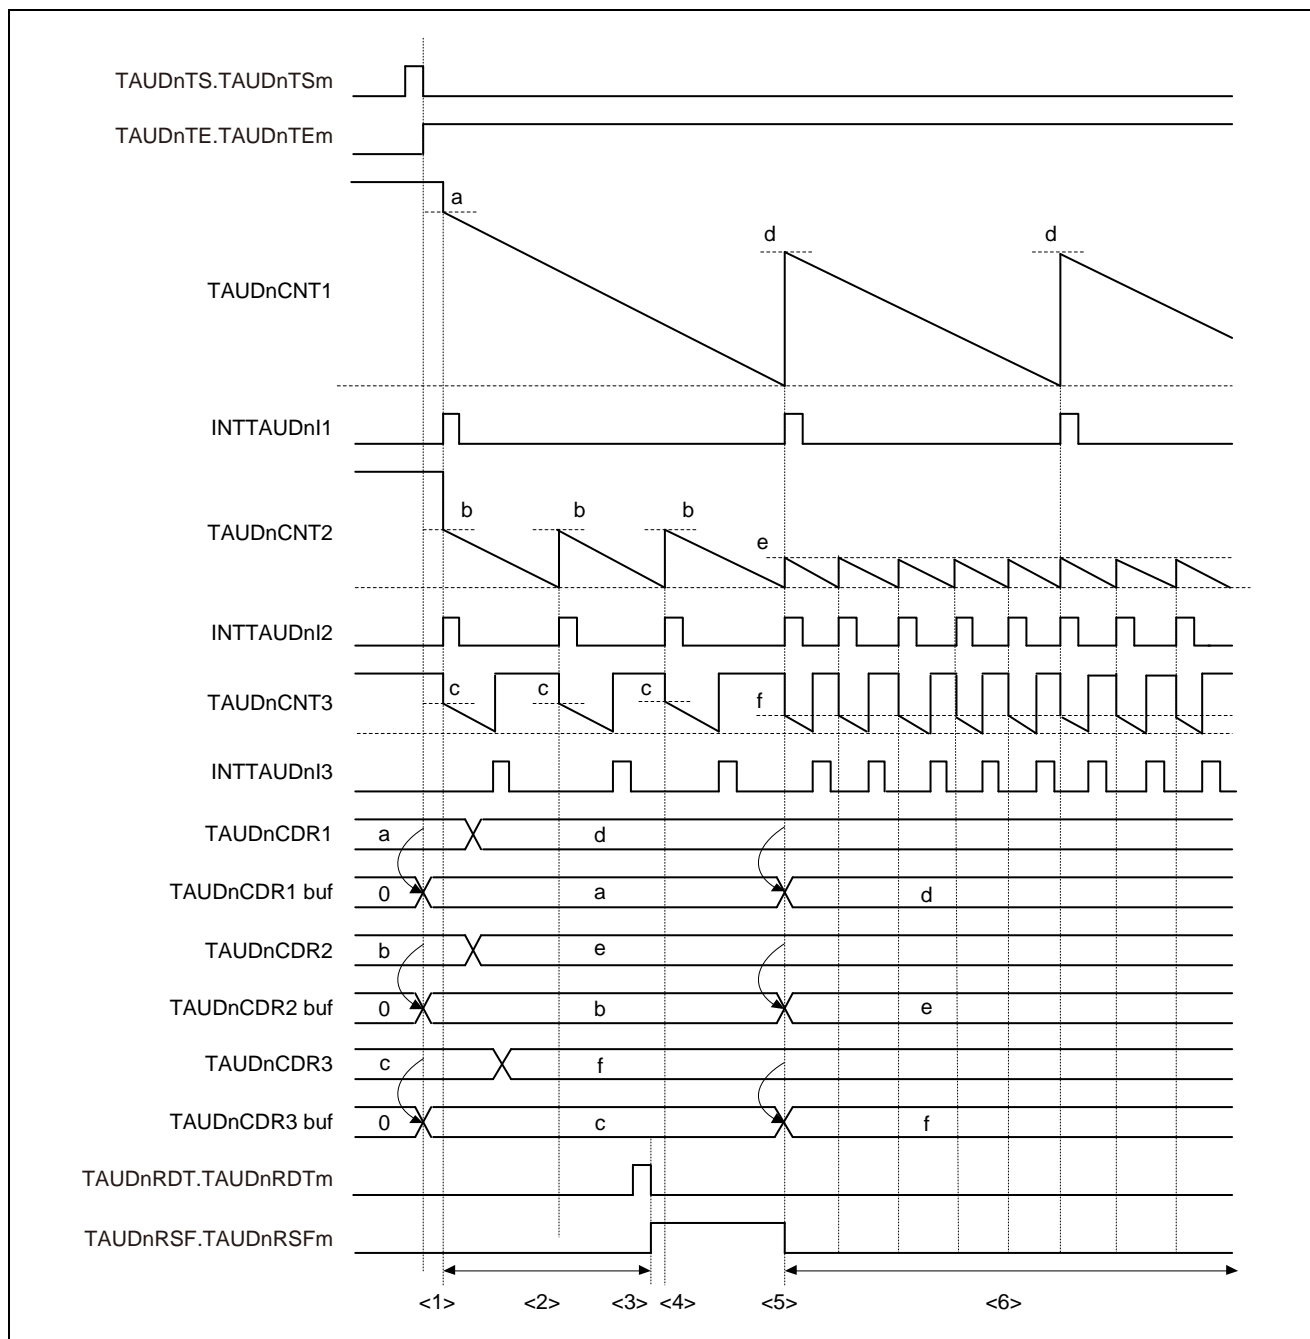 TAUDnTS.TAUDnTSm
TAUDnTE.TAUDnTEm
a
d d
TAUDnCNT1
INTTAUDnI1
b b b
TAUDnCNT2
e
INTTAUDnI2
c c c
TAUDnCNT3 f
INTTAUDnI3
TAUDnCDR1 a d
TAUDnCDR1 buf 0 a d
TAUDnCDR2 b e
TAUDnCDR2 buf 0 b e
TAUDnCDR3 c f
TAUDnCDR3 buf 0 c f
TAUDnRDT.TAUDnRDTm
TAUDnRSF.TAUDnRSFm
<1> <2> <3> <4> <5> <6>